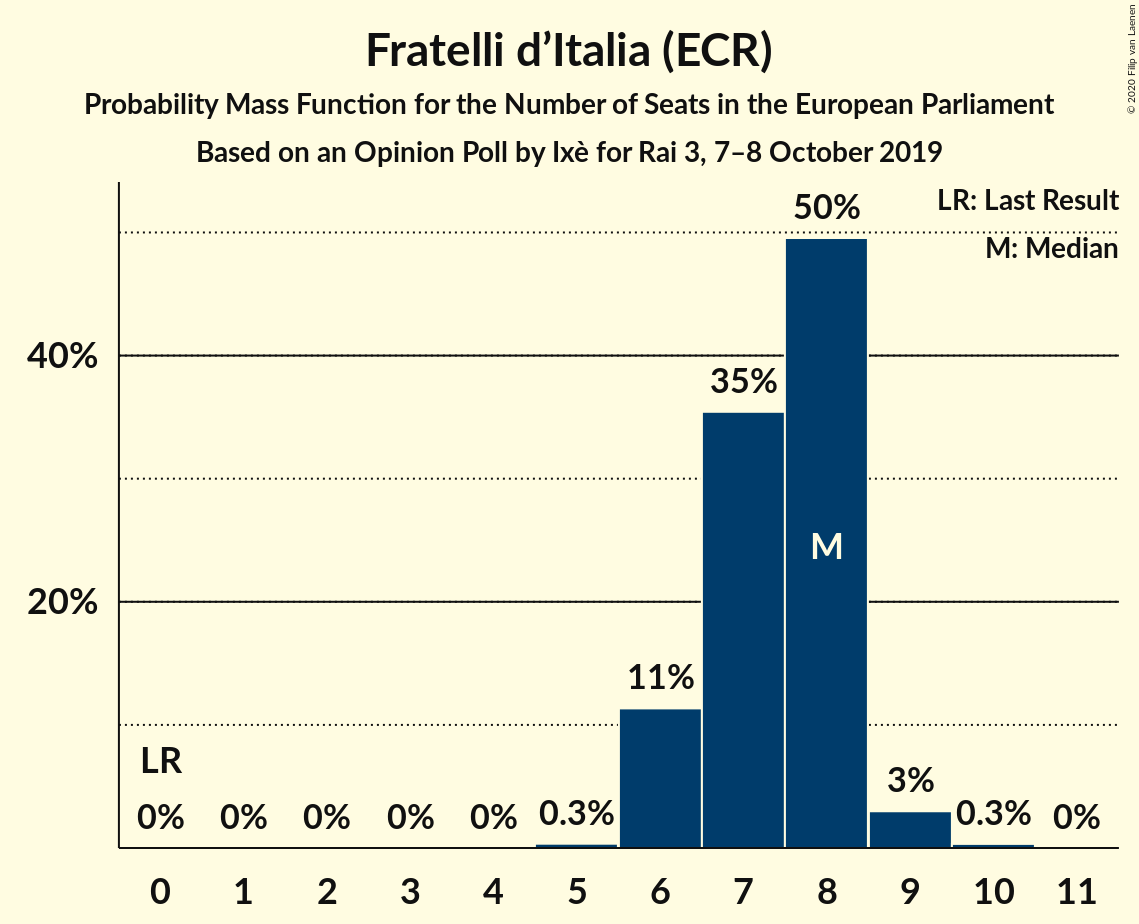 Fratelli d’Italia (ECR)
Probability Mass Function for the Number of Seats in the European Parliament
Based on an Opinion Poll by Ixè for Rai 3, 7–8 October 2019
© 2020 Filip van Laenen
LR: Last Result
M: Median
50%
40%
35%
M
20%
11%
LR
3%
0% 0% 0% 0% 0% 0.3% 0.3% 0%
0 1 2 3 4 5 6 7 8 9 10 11